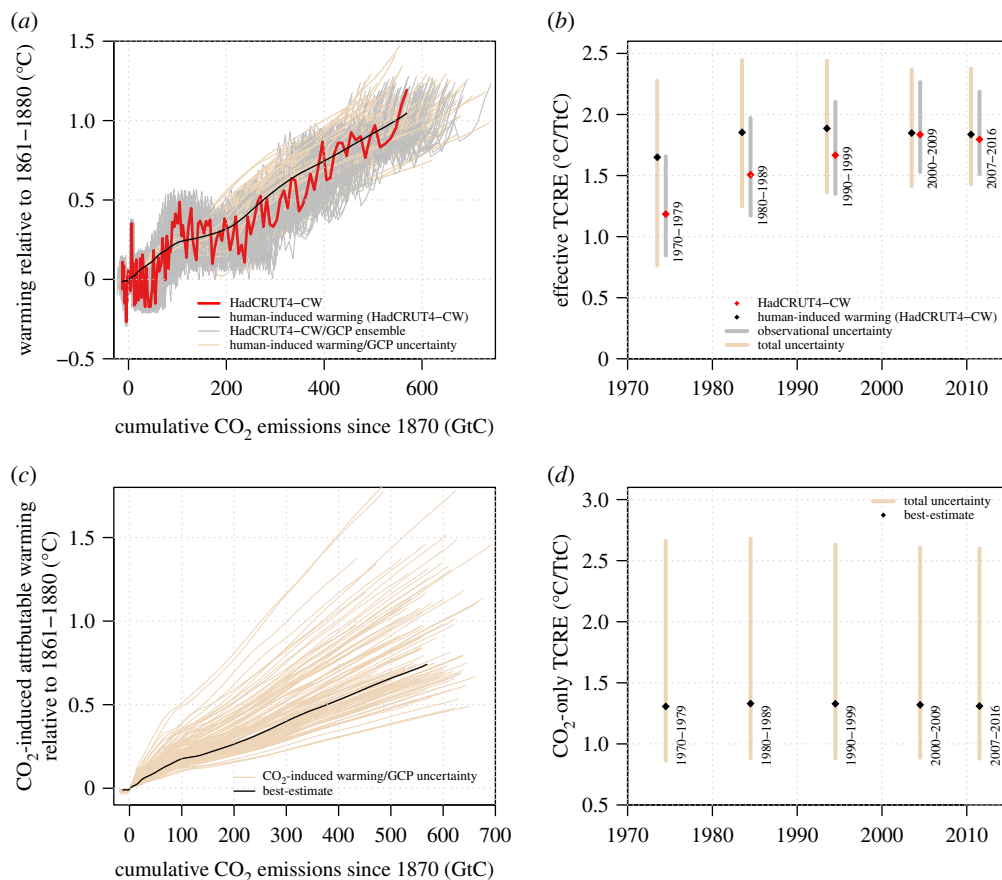 (a)
warming relative to 1861−1880 (°C)
1.5
1.0
0.5
0
−0.5
HadCRUT4−CW
human-induced warming (HadCRUT4−CW)
HadCRUT4−CW/GCP ensemble
human-induced warming/GCP uncertainty
0 200 400 600
cumulative CO2 emissions since 1870 (GtC)
(b)
effective TCRE (°C/TtC)
2.5
2.0
1.5
1.0
0.5
0
1970−1979
1980−1989
1990−1999
2000−2009
2007−2016
HadCRUT4−CW
human-induced warming (HadCRUT4−CW)
observational uncertainty
total uncertainty
1970 1980 1990 2000 2010
(c)
CO2-induced attrbutable warming
relative to 1861−1880 (°C)
1.5
1.0
0.5
0
CO2-induced warming/GCP uncertainty
best-estimate
0 100 200 300 400 500 600 700
cumulative CO2 emissions since 1870 (GtC)
(d)
CO2-only TCRE (°C/TtC)
3.0
2.5
2.0
1.5
1.0
0.5
total uncertainty
best-estimate
1970−1979
1980−1989
1990−1999
2000−2009
2007−2016
1970 1980 1990 2000 2010